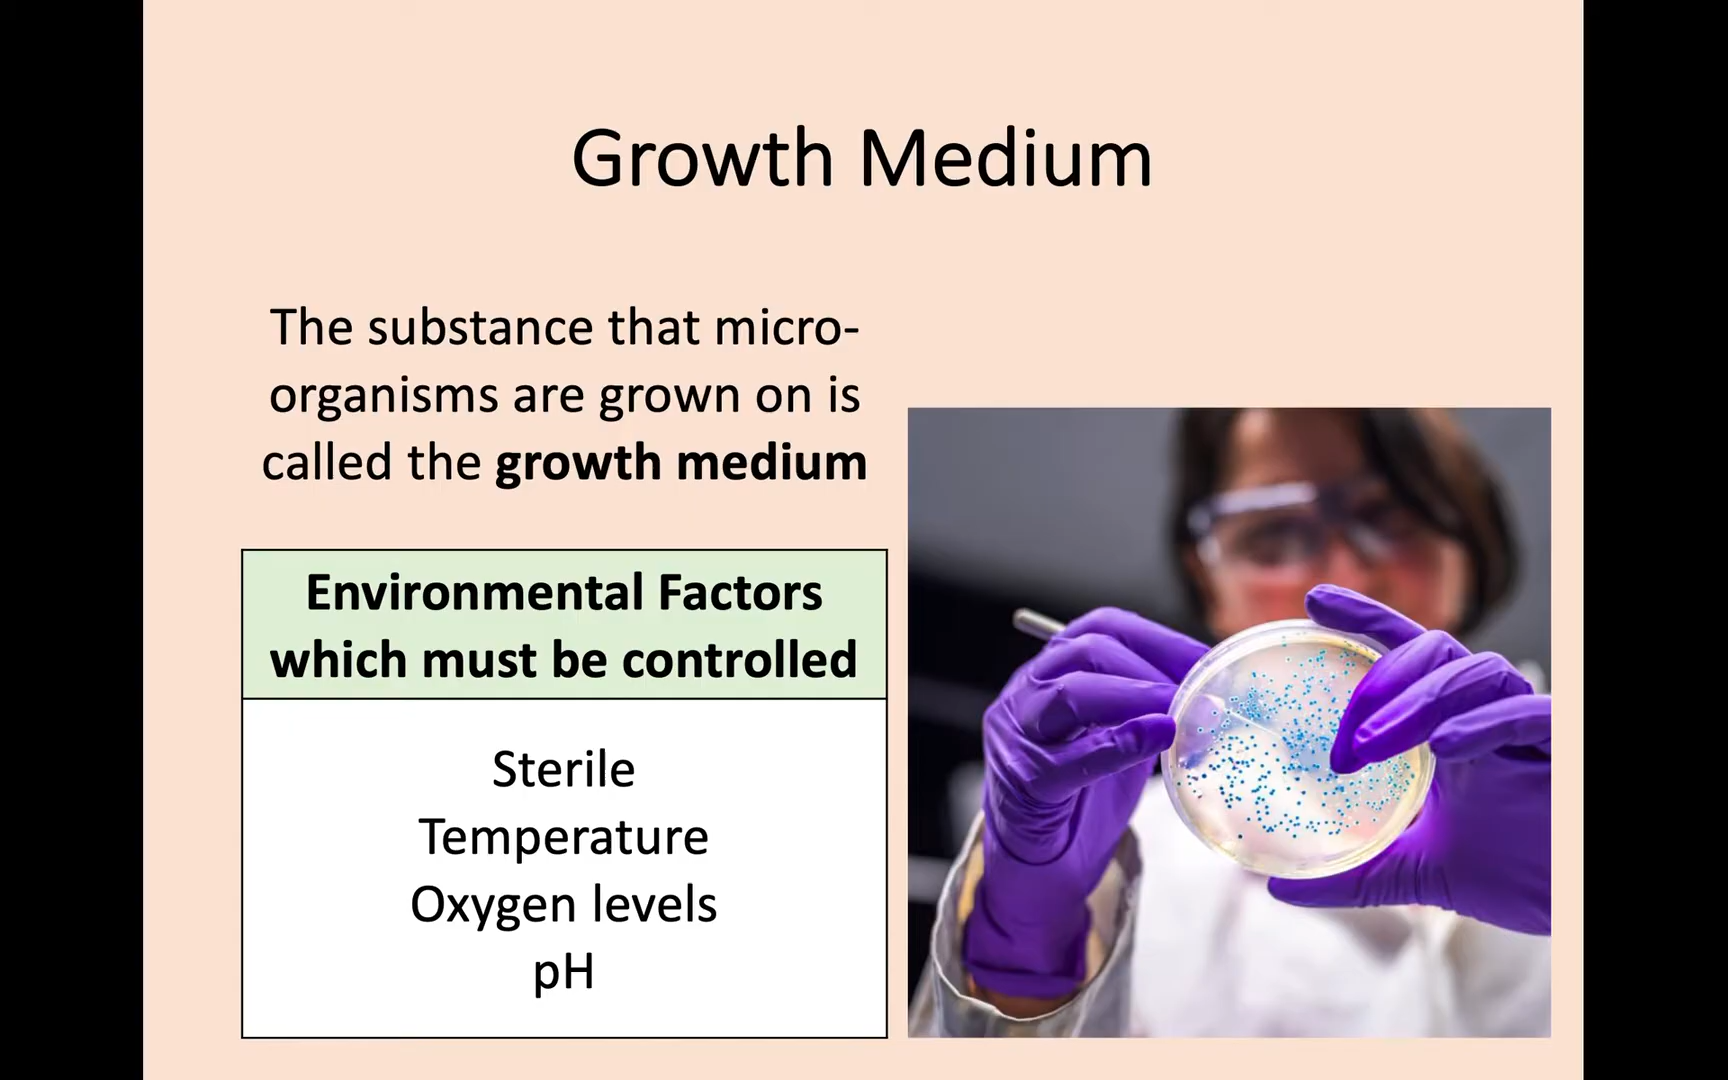 Growth Medium
The substance that micro-
organisms are grown on is
called the growth medium
Environmental Factors
which must be controlled
Sterile
Temperature
Oxygen levels
pH